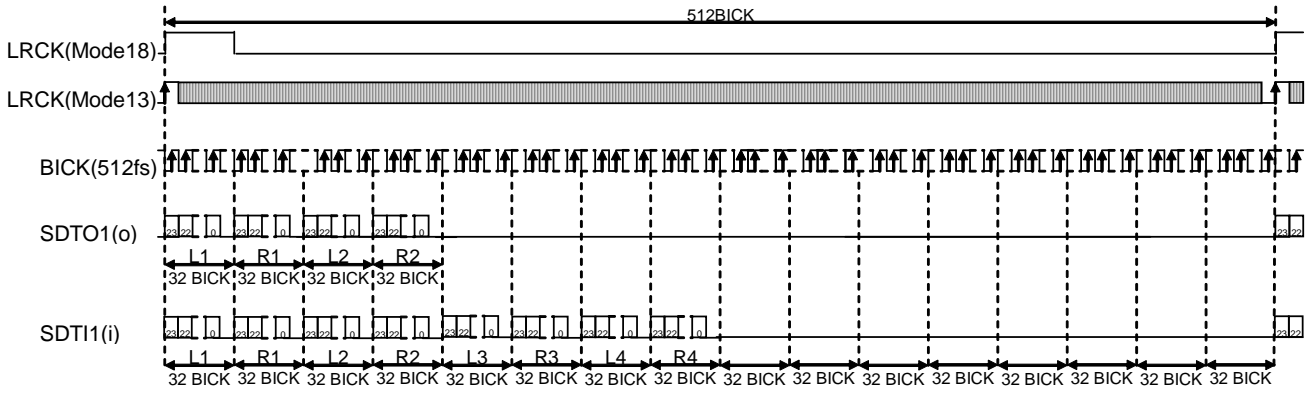 512BICK
LRCK(Mode18)
LRCK(Mode13)
BICK(512fs)
SDTO1(o)
23 22 0 23 22 0 23 22 0 23 22 0 23 22
L1 R1 L2 R2
32 BICK 32 BICK 32 BICK 32 BICK
SDTI1(i)
23 22 0 23 22 0 23 22 0 23 22 0 23 22 0 23 22 0 23 22 0 23 22 0 23 22
L1 R1 L2 R2 L3 R3 L4 R4
32 BICK 32 BICK 32 BICK 32 BICK 32 BICK 32 BICK 32 BICK 32 BICK 32 BICK 32 BICK 32 BICK 32 BICK 32 BICK 32 BICK 32 BICK 32 BICK